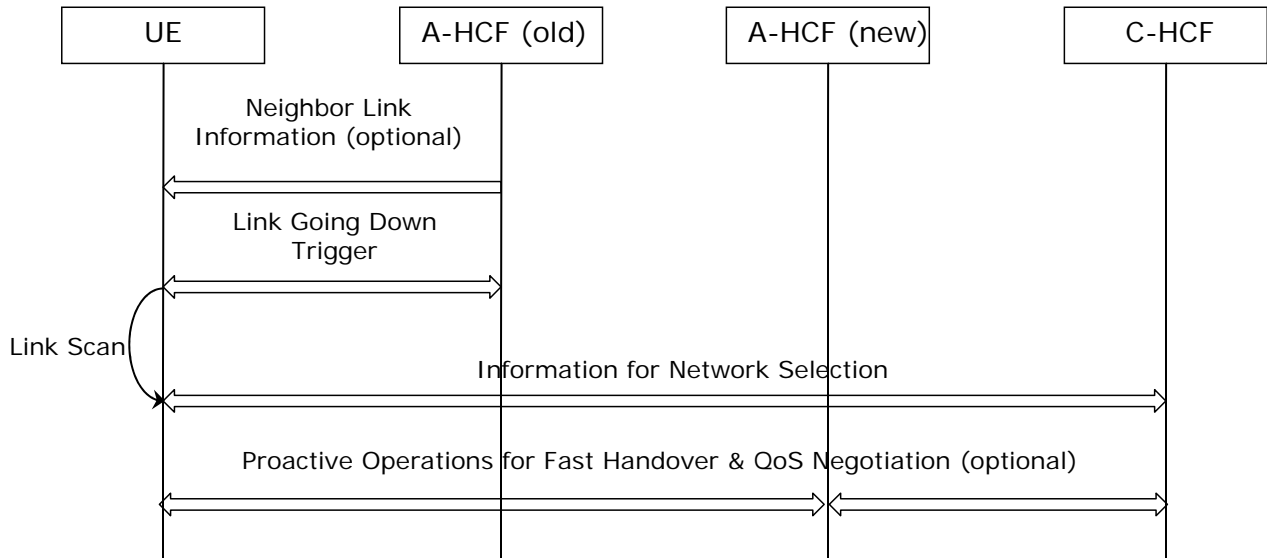 UE
A-HCF (old)
A-HCF (new)
C-HCF
Neighbor Link
Information (optional)
Link Going Down
Trigger
Link Scan
Information for Network Selection
Proactive Operations for Fast Handover & QoS Negotiation (optional)